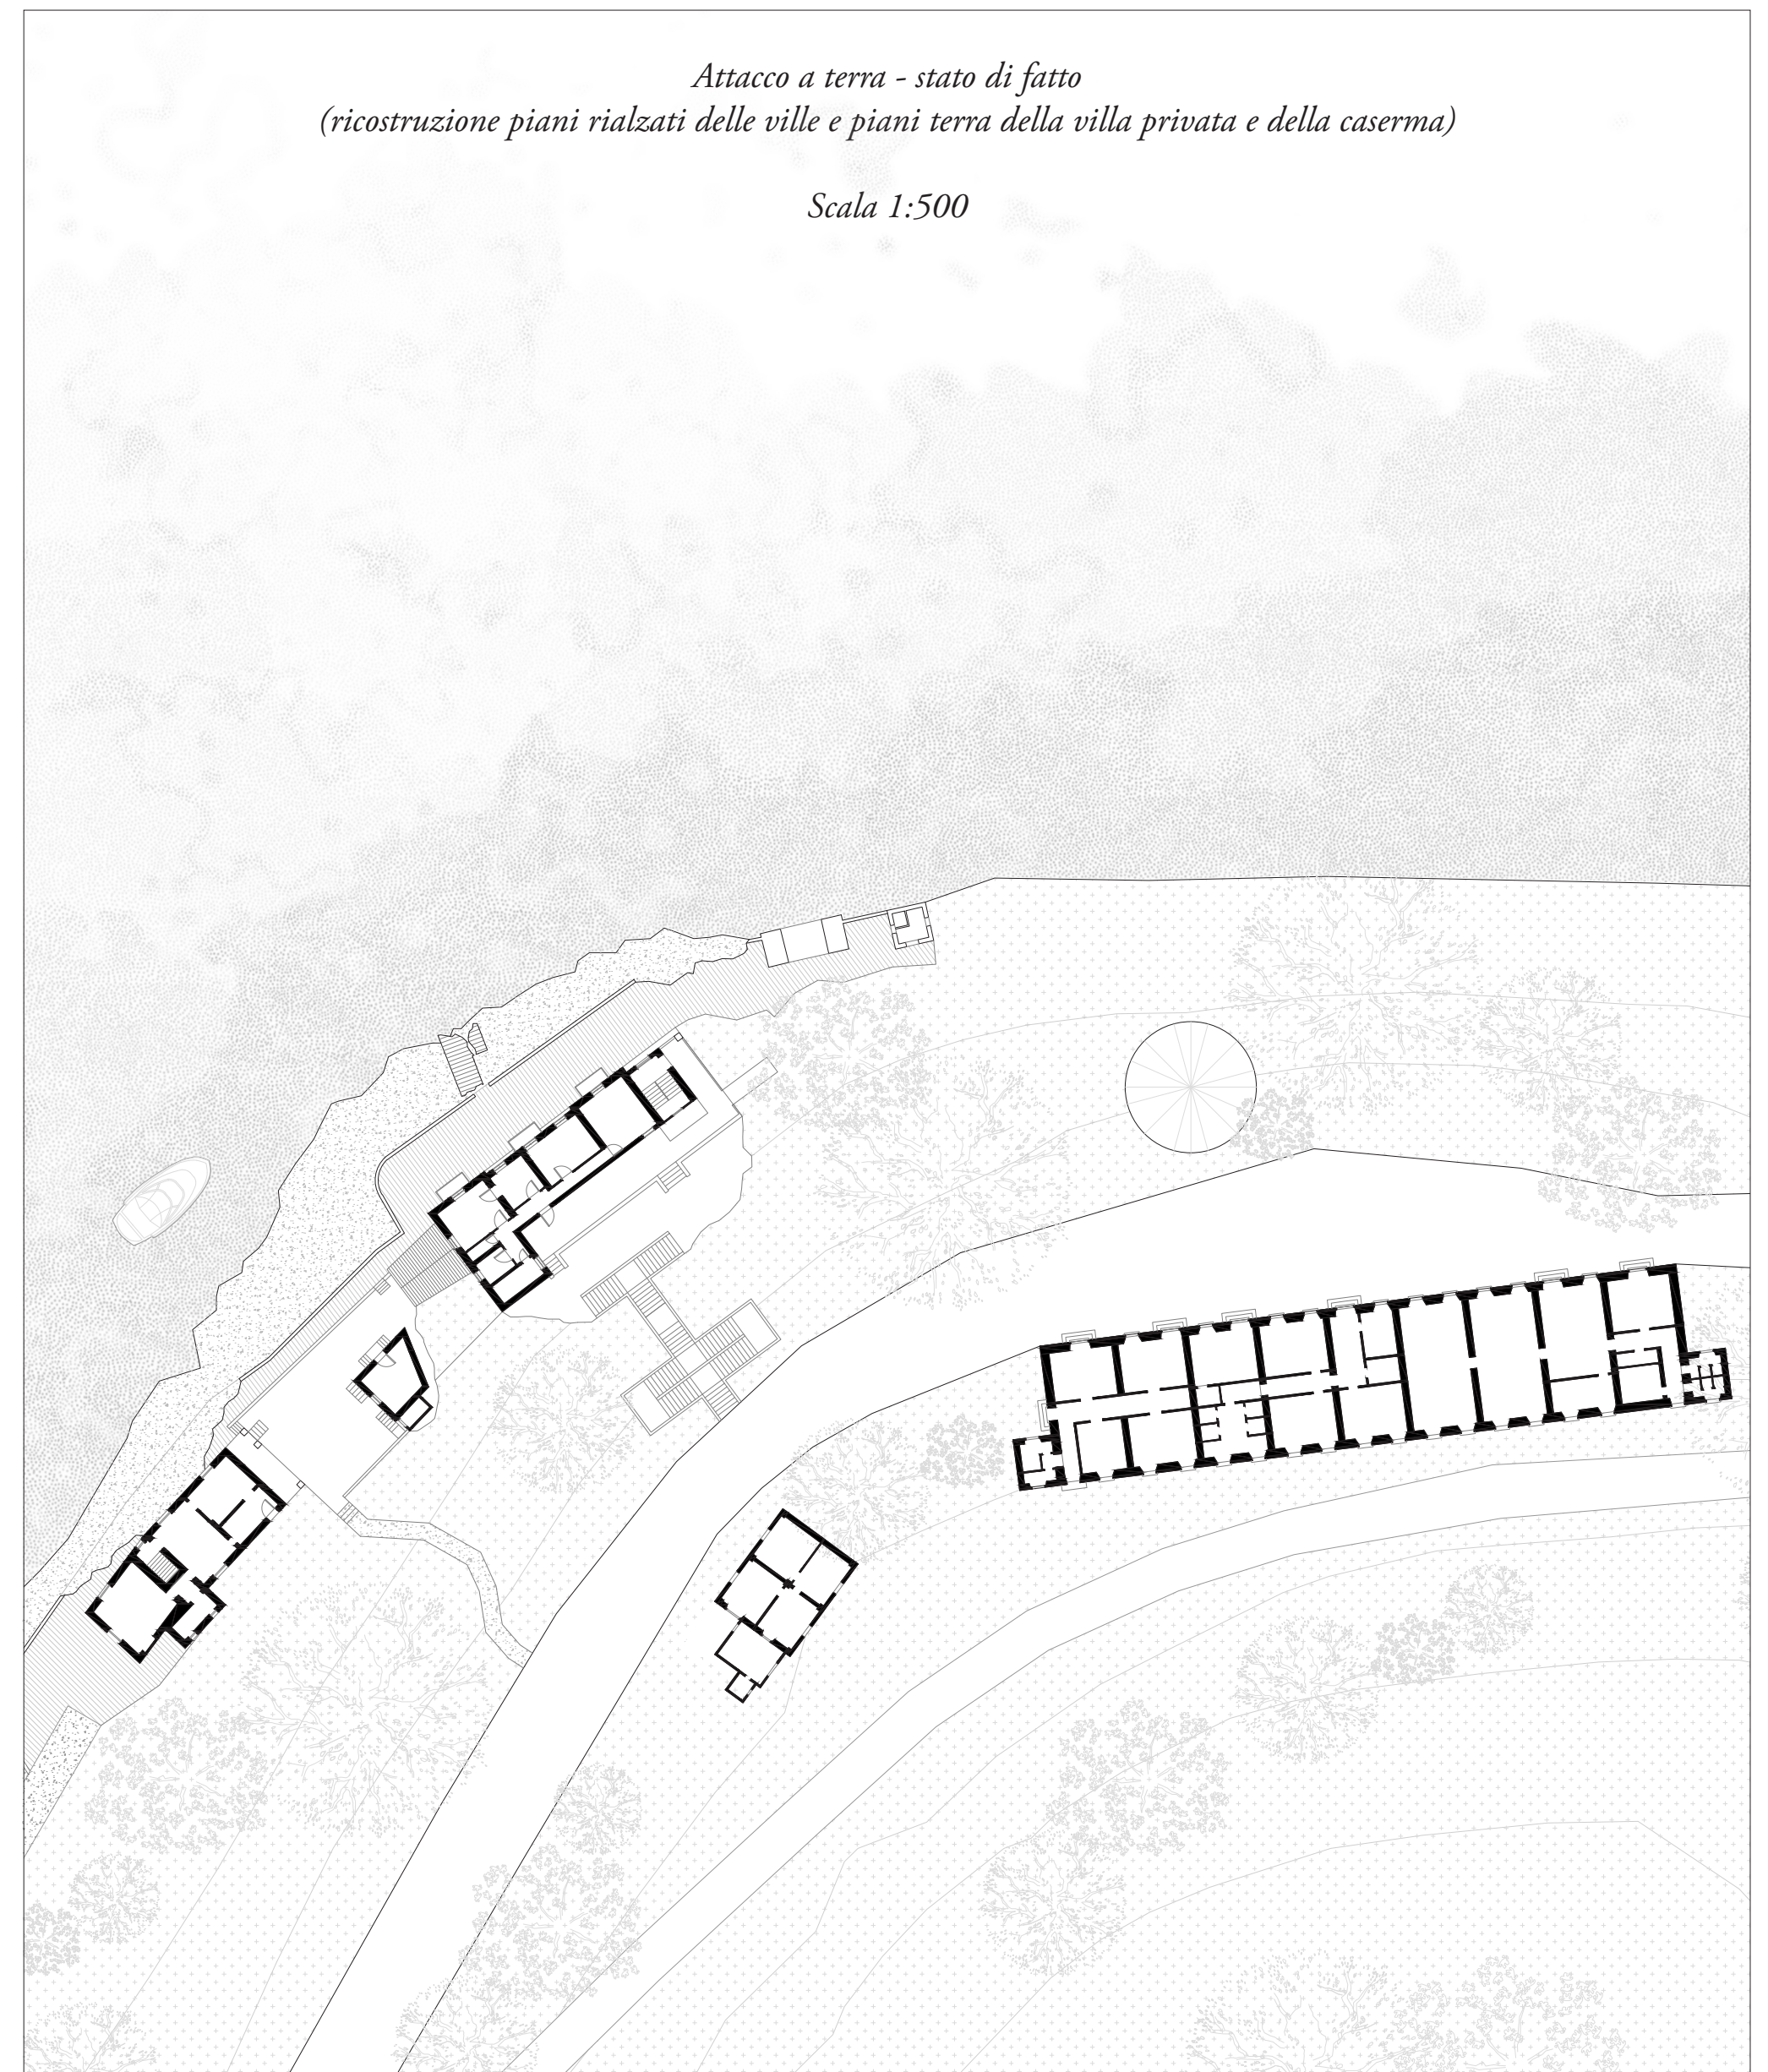 Attacco a terra - stato di fatto
(ricostruzione piani rialzati delle ville e piani terra della villa privata e della caserma)
Scala 1:500